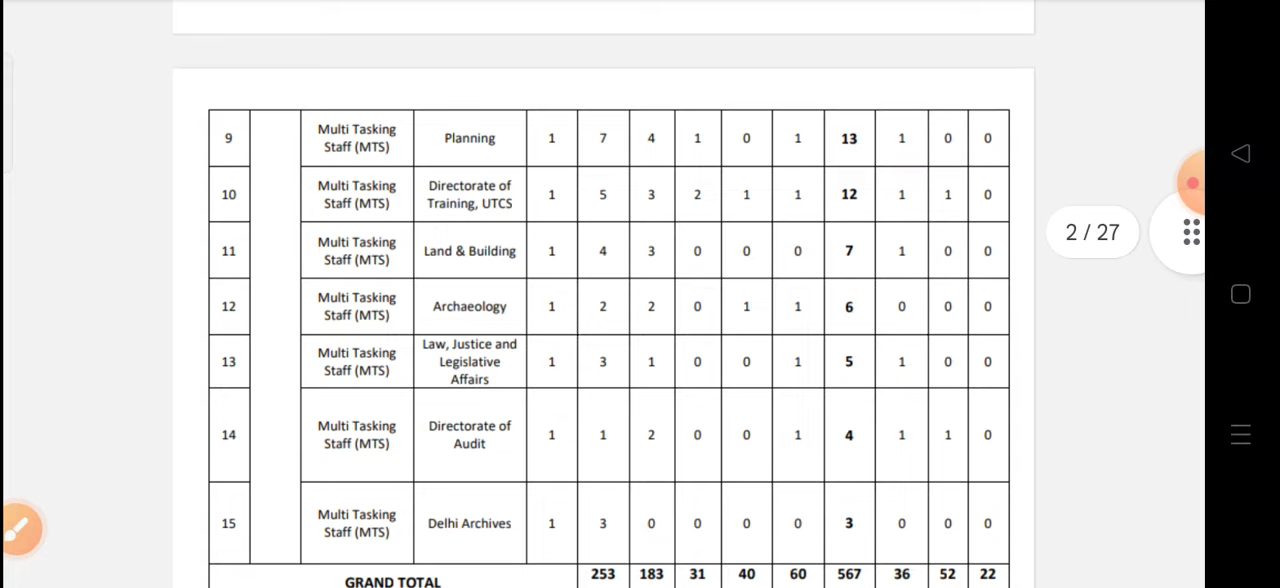 9 Multi Tasking Staff (MTS) Planning 1 7 4 1 0 1 13 1 0 0
10 Multi Tasking Staff (MTS) Directorate of Training, UTCS 1 5 3 2 1 1 12 1 1 0
11 Multi Tasking Staff (MTS) Land & Building 1 4 3 0 0 0 7 1 0 0
12 Multi Tasking Staff (MTS) Archaeology 1 2 2 0 1 1 6 0 0 0
13 Multi Tasking Staff (MTS) Law, Justice and Legislative Affairs 1 3 1 0 0 1 5 1 0 0
14 Multi Tasking Staff (MTS) Directorate of Audit 1 1 2 0 0 1 4 1 1 0
15 Multi Tasking Staff (MTS) Delhi Archives 1 3 0 0 0 0 3 0 0 0
GRAND TOTAL 253 183 31 40 60 567 36 52 22
2 / 27